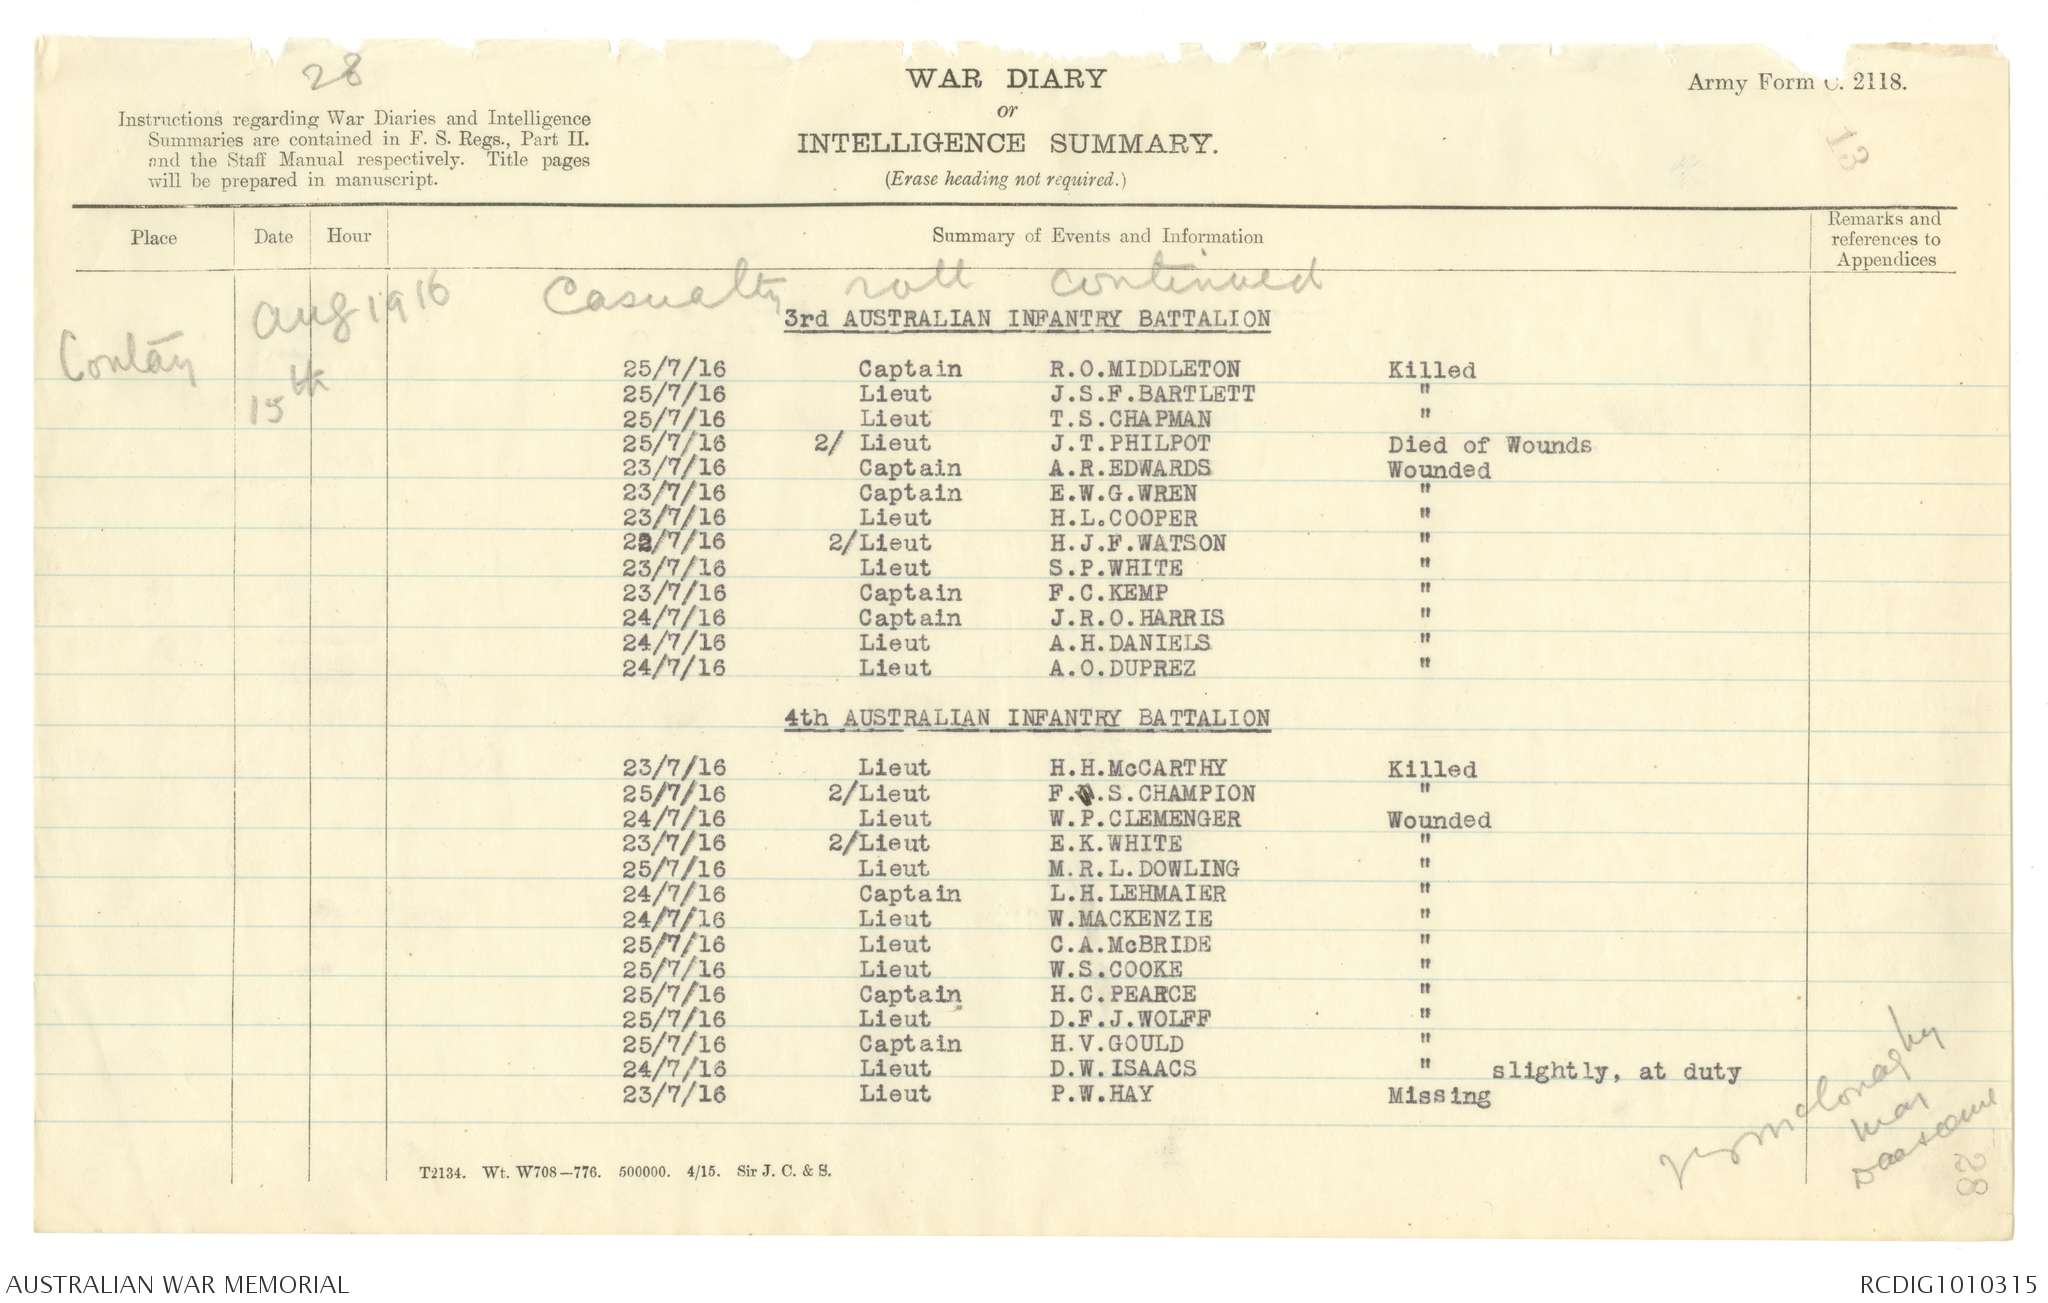 28
WAR DIARY
or
INTELLIGENCE SUMMARY.
(Erase heading not required.)
Army Form C. 2118.
13
Instructions regarding War Diaries and Intelligence
Summaries are contained in F. S. Regs., Part II.
and the Staff Manual respectively. Title pages
will be prepared in manuscript.
Place Date Hour Summary of Events and Information Remarks and references to Appendices
Aug 1916 Casualty roll continued
Contay 15th
3rd AUSTRALIAN INFANTRY BATTALION
25/7/16 Captain R.O.MIDDLETON Killed
25/7/16 Lieut J.S.F.BARTLETT "
25/7/16 Lieut T.S.CHAPMAN "
25/7/16 2/ Lieut J.T.PHILPOT Died of Wounds
23/7/16 Captain A.R.EDWARDS Wounded
23/7/16 Captain E.W.G.WREN "
23/7/16 Lieut H.L.COOPER "
22/7/16 2/Lieut H.J.F.WATSON "
23/7/16 Lieut S.P.WHITE "
23/7/16 Captain F.C.KEMP "
24/7/16 Captain J.R.O.HARRIS "
24/7/16 Lieut A.H.DANIELS "
24/7/16 Lieut A.O.DUPREZ "
4th AUSTRALIAN INFANTRY BATTALION
23/7/16 Lieut H.H.McCARTHY Killed
25/7/16 2/Lieut F. .S.CHAMPION "
24/7/16 Lieut W.P.CLEMENGER Wounded
23/7/16 2/Lieut E.K.WHITE "
25/7/16 Lieut M.R.L.DOWLING "
24/7/16 Captain L.H.LEHMAIER "
24/7/16 Lieut W.MACKENZIE "
25/7/16 Lieut C.A.McBRIDE "
25/7/16 Lieut W.S.COOKE "
25/7/16 Captain H.C.PEARCE "
25/7/16 Lieut D.F.J.WOLFF "
25/7/16 Captain H.V.GOULD "
24/7/16 Lieut D.W.ISAACS " slightly, at duty
23/7/16 Lieut P.W.HAY Missing
28
T2134. Wt. W708—776. 500000. 4/15. Sir J. C. & S.
AUSTRALIAN WAR MEMORIAL
RCDIG1010315